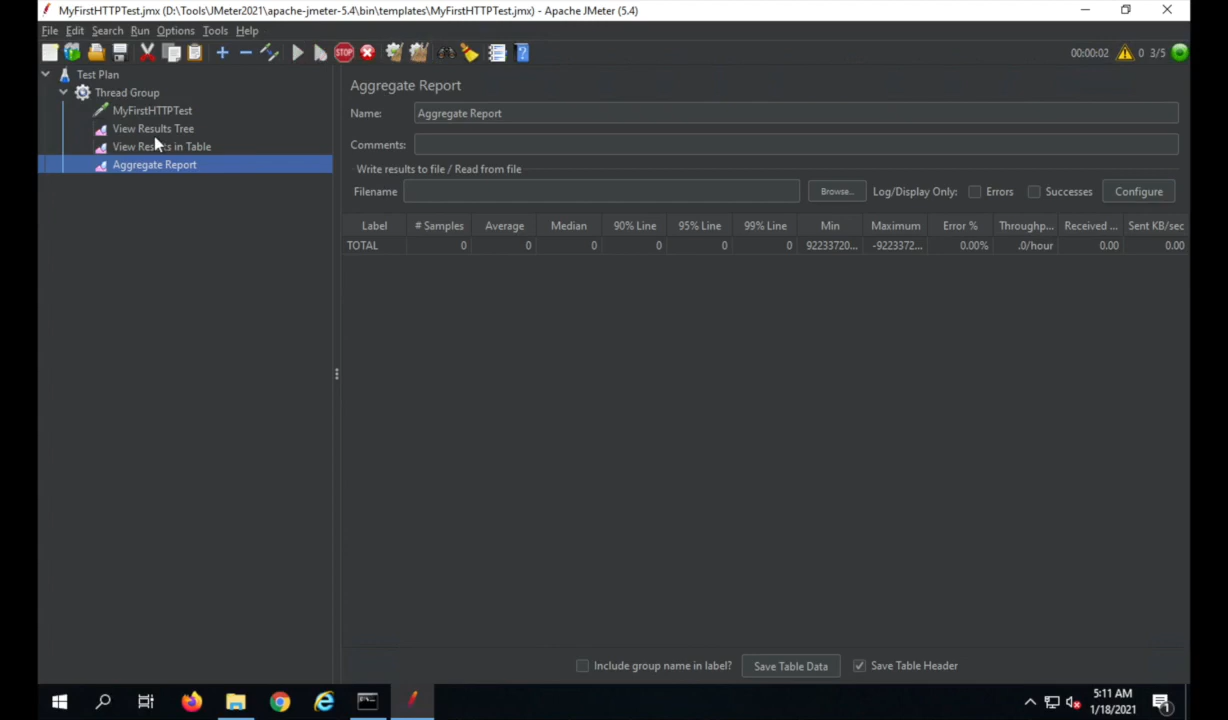 MyFirstHTTPTest.jmx (D:\Tools\JMeter2021\apache-jmeter-5.4\bin\templates\MyFirstHTTPTest.jmx) - Apache JMeter (5.4)
File Edit Search Run Options Tools Help
STOP
00:00:02 0 3/5
Test Plan
Thread Group
MyFirstHTTPTest
View Results Tree
View Results in Table
Aggregate Report
Aggregate Report
Name: Aggregate Report
Comments:
Write results to file / Read from file
Filename Browse... Log/Display Only: Errors Successes Configure
Label # Samples Average Median 90% Line 95% Line 99% Line Min Maximum Error % Throughp... Received ... Sent KB/sec
TOTAL 0 0 0 0 0 0 92233720... -9223372... 0.00% .0/hour 0.00 0.00
Include group name in label? Save Table Data Save Table Header
5:11 AM
1/18/2021
1